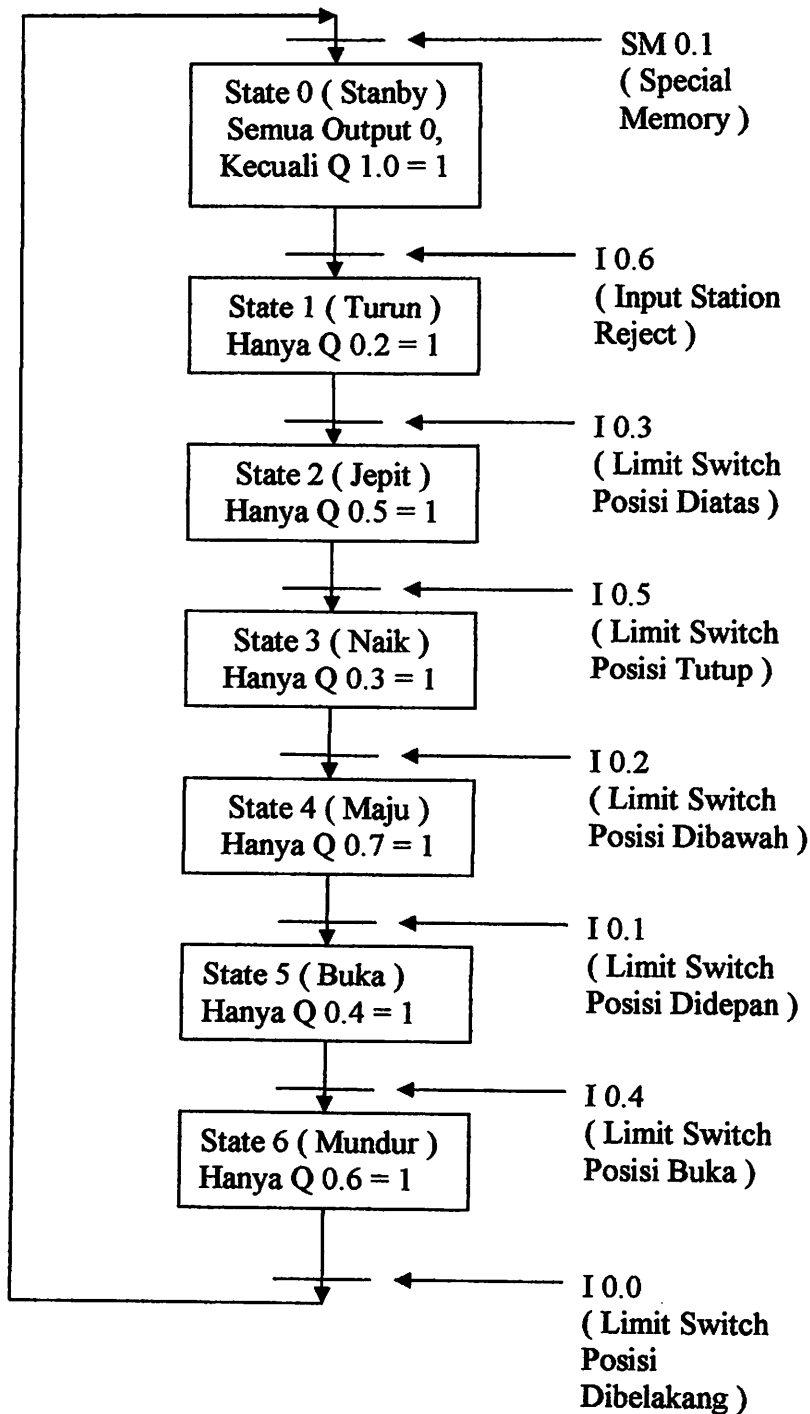 SM 0.1
( Special
Memory )
State 0 ( Stanby )
Semua Output 0,
Kecuali Q 1.0 = 1
I 0.6
( Input Station
Reject )
State 1 ( Turun )
Hanya Q 0.2 = 1
I 0.3
( Limit Switch
Posisi Diatas )
State 2 ( Jepit )
Hanya Q 0.5 = 1
I 0.5
( Limit Switch
Posisi Tutup )
State 3 ( Naik )
Hanya Q 0.3 = 1
I 0.2
( Limit Switch
Posisi Dibawah )
State 4 ( Maju )
Hanya Q 0.7 = 1
I 0.1
( Limit Switch
Posisi Didepan )
State 5 ( Buka )
Hanya Q 0.4 = 1
I 0.4
( Limit Switch
Posisi Buka )
State 6 ( Mundur )
Hanya Q 0.6 = 1
I 0.0
( Limit Switch
Posisi
Dibelakang )